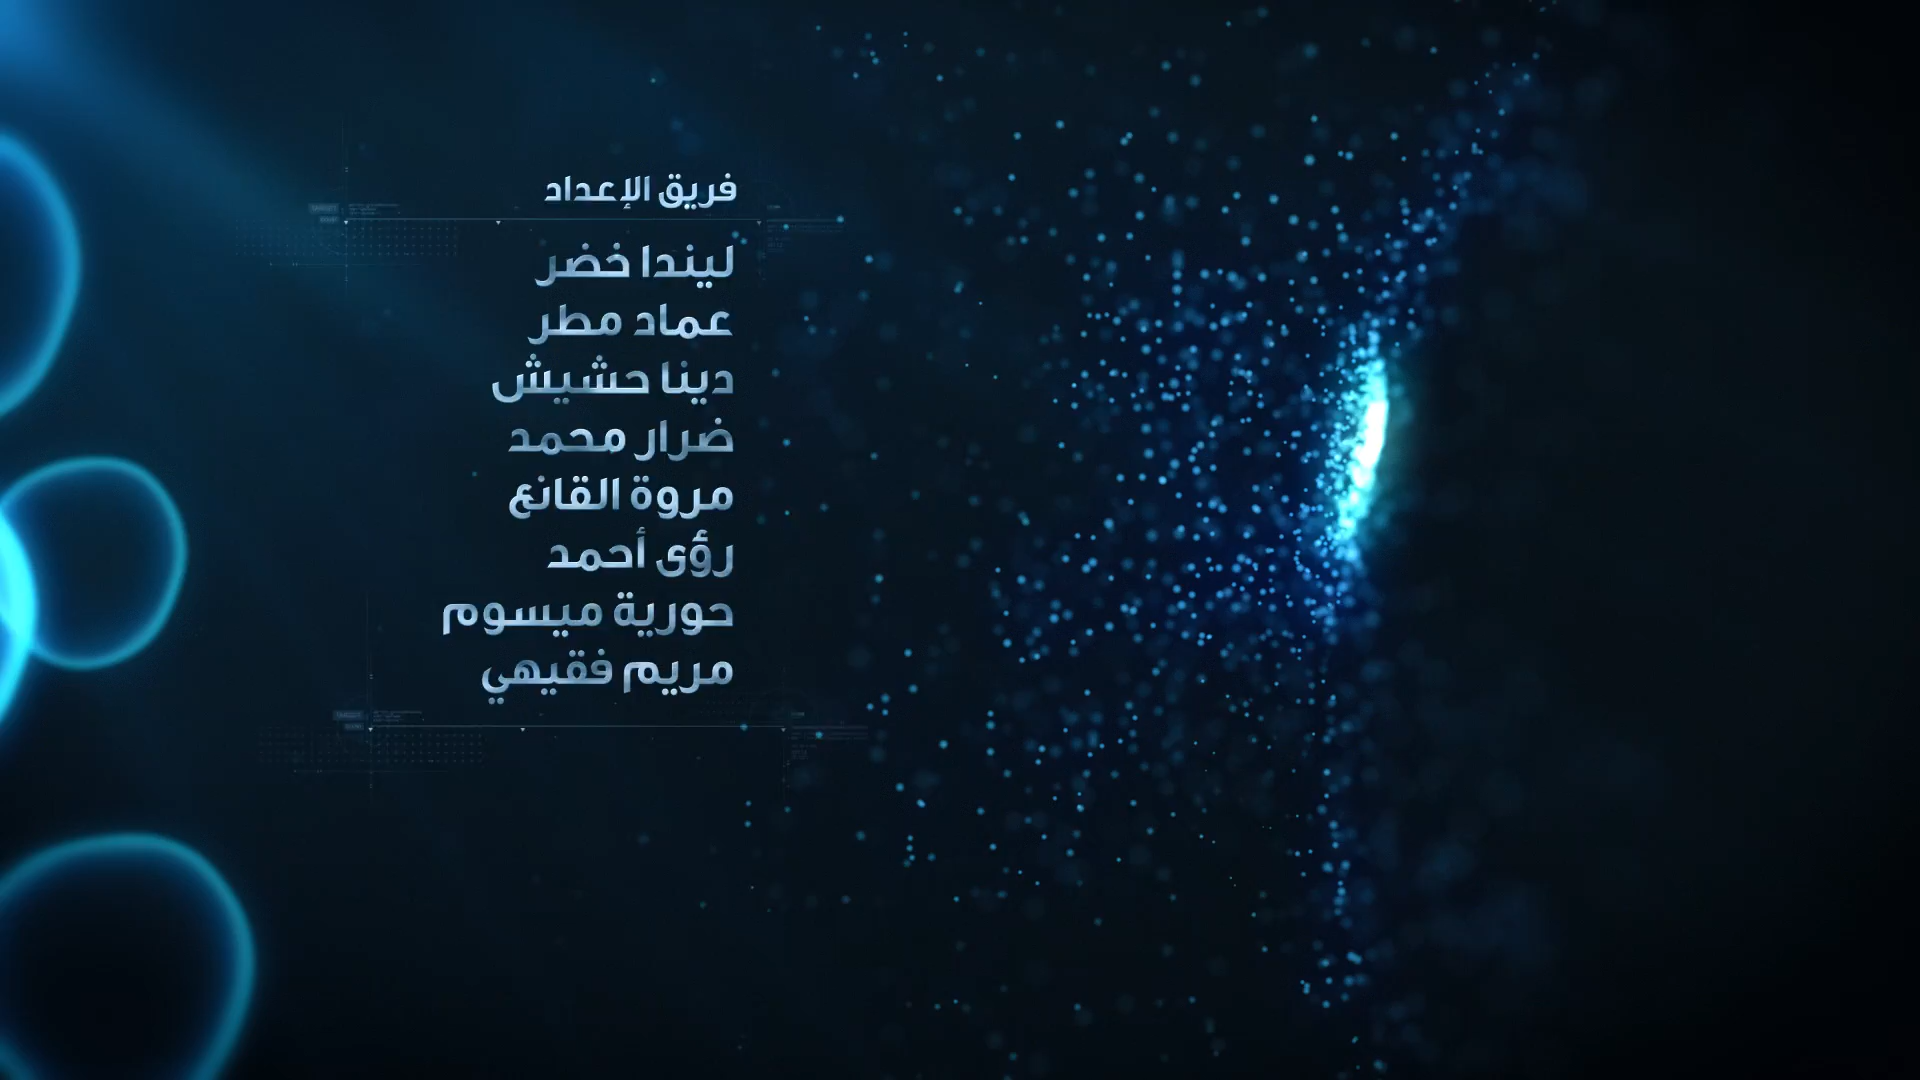 فريق الإعداد
ليندا خضر
عماد مطر
دينا حشيش
ضرار محمد
مروة القانع
رؤى أحمد
حورية ميسوم
مريم فقيهي